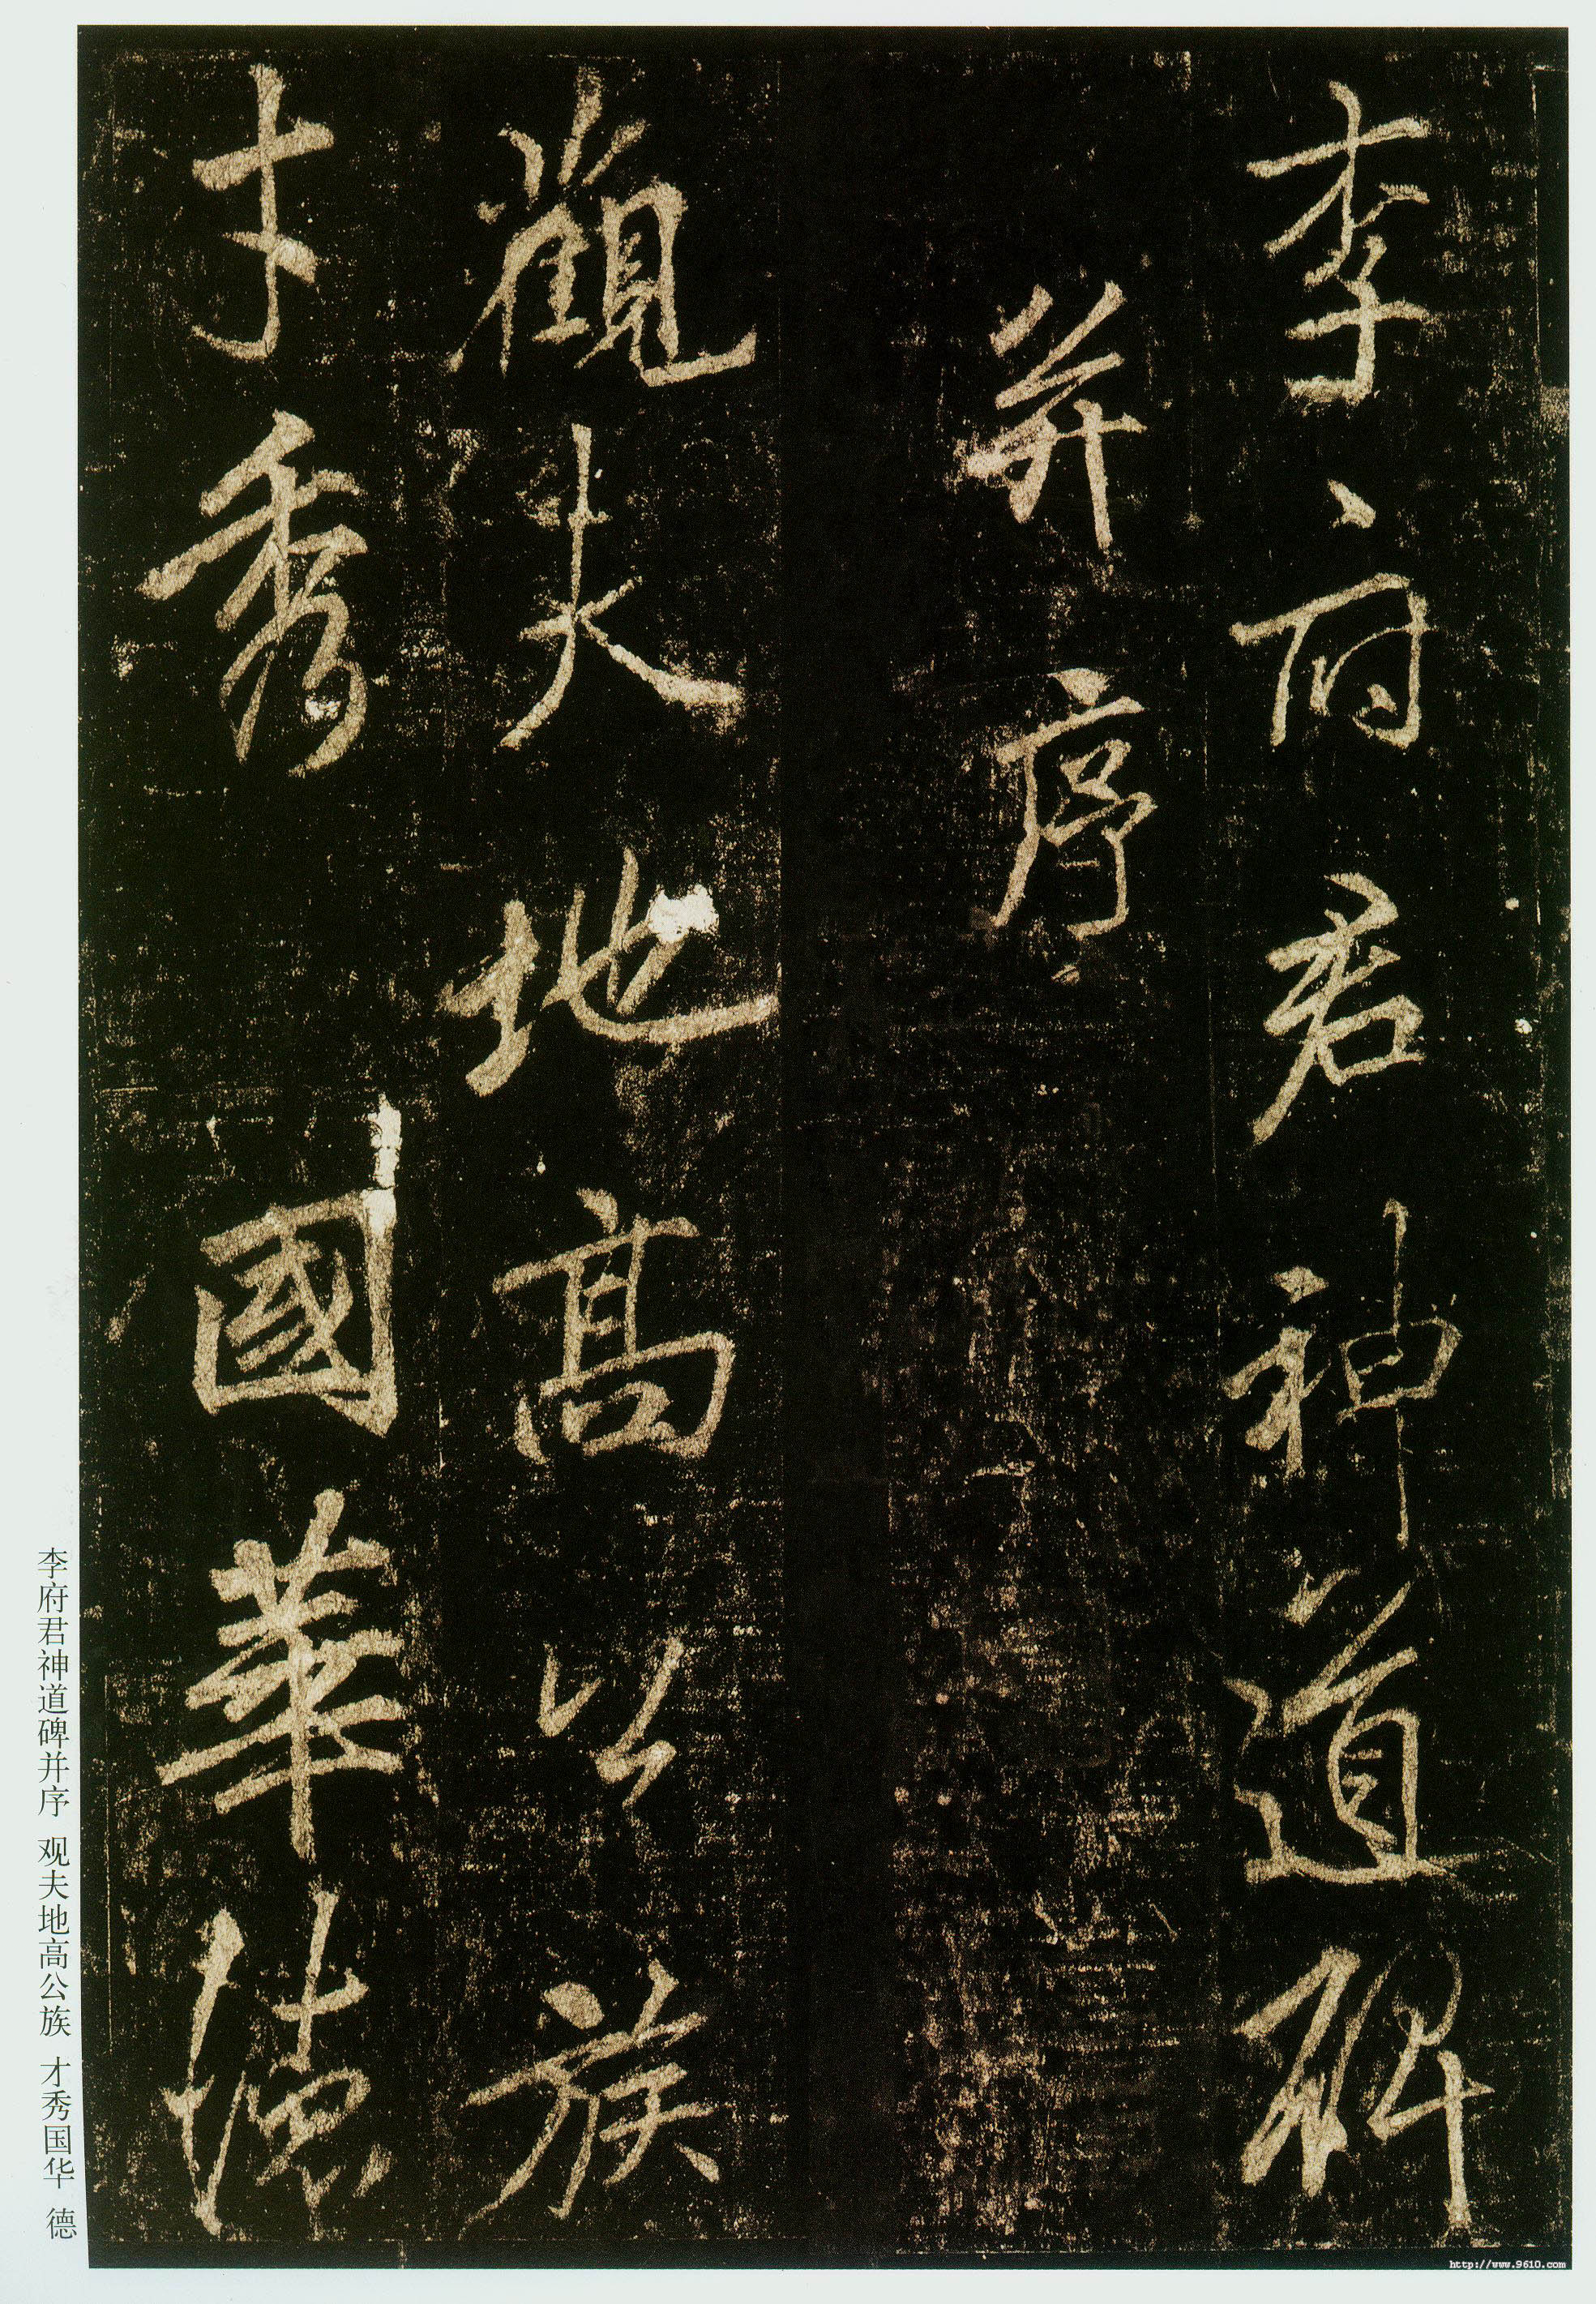 李府君神道碑
并序
觀夫地高公族
才秀國華德
李府君神道碑并序 观夫地高公族 才秀国华 德
http://www.9610.com